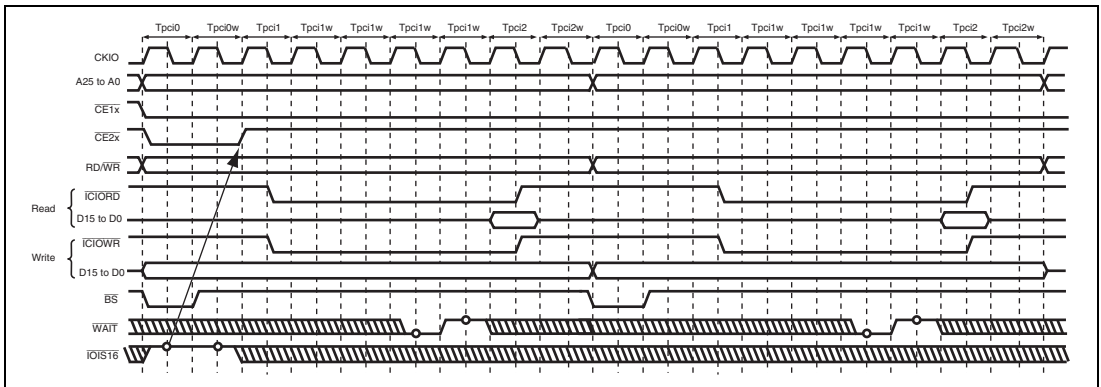 Tpci0 Tpci0w Tpci1 Tpci1w Tpci1w Tpci1w Tpci1w Tpci2 Tpci2w Tpci0 Tpci0w Tpci1 Tpci1w Tpci1w Tpci1w Tpci1w Tpci2 Tpci2w
CKIO
A25 to A0
CE1x
CE2x
RD/WR
Read
ICIORD
D15 to D0
Write
ICIOWR
D15 to D0
BS
WAIT
IOIS16